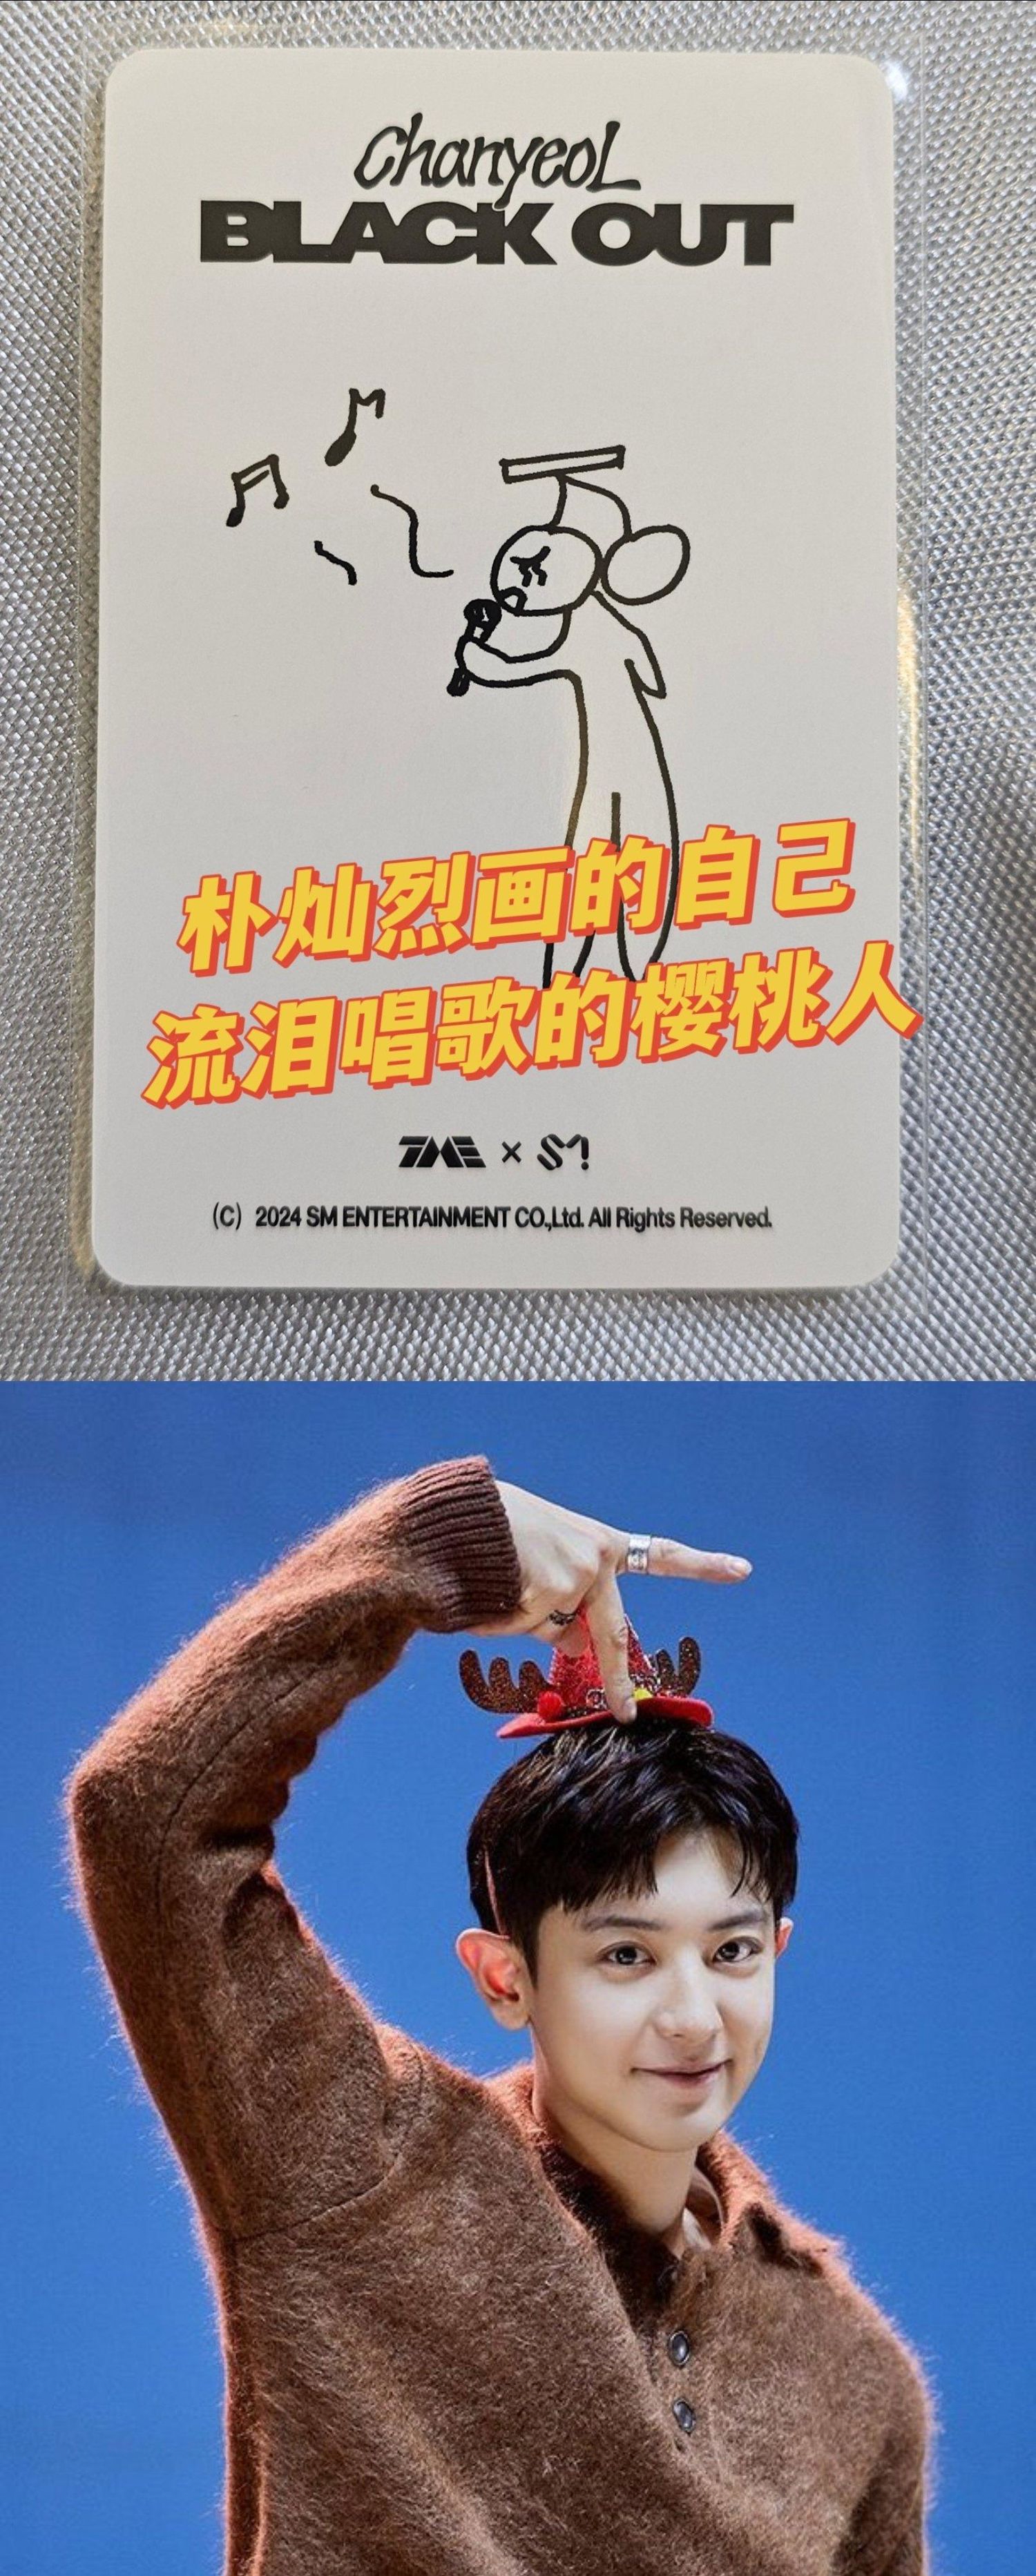 Chanyeol
BLACK OUT
朴灿烈画的自己
流泪唱歌的樱桃人
TME × SM!
(C) 2024 SM ENTERTAINMENT CO.,Ltd. All Rights Reserved.